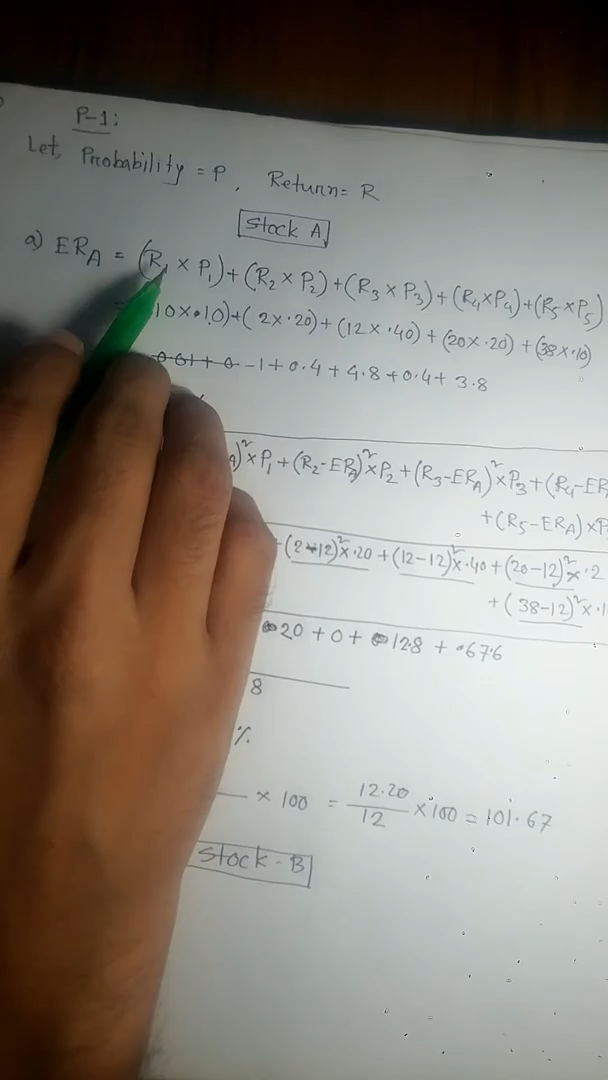 P-1:
Let, Probability = P, Return = R
Stock A
a) ERA = (R1 × P1) + (R2 × P2) + (R3 × P3) + (R4 × P4) + (R5 × P5)
10×.10) + (2×.20) + (12×.40) + (20×.20) + (38×.10)
-1 + 0.4 + 4.8 + 0.4 + 3.8
A)²×P1 + (R2-ERA)²×P2 + (R3-ERA)²×P3 + (R4-ER
+ (R5-ERA)×P
(2-12)²×.20 + (12-12)²×.40 + (20-12)²×.2
+ (38-12)²×.1
20 + 0 + 12.8 + 67.6
8
%
× 100 = 12.20/12 × 100 = 101.67
Stock-B